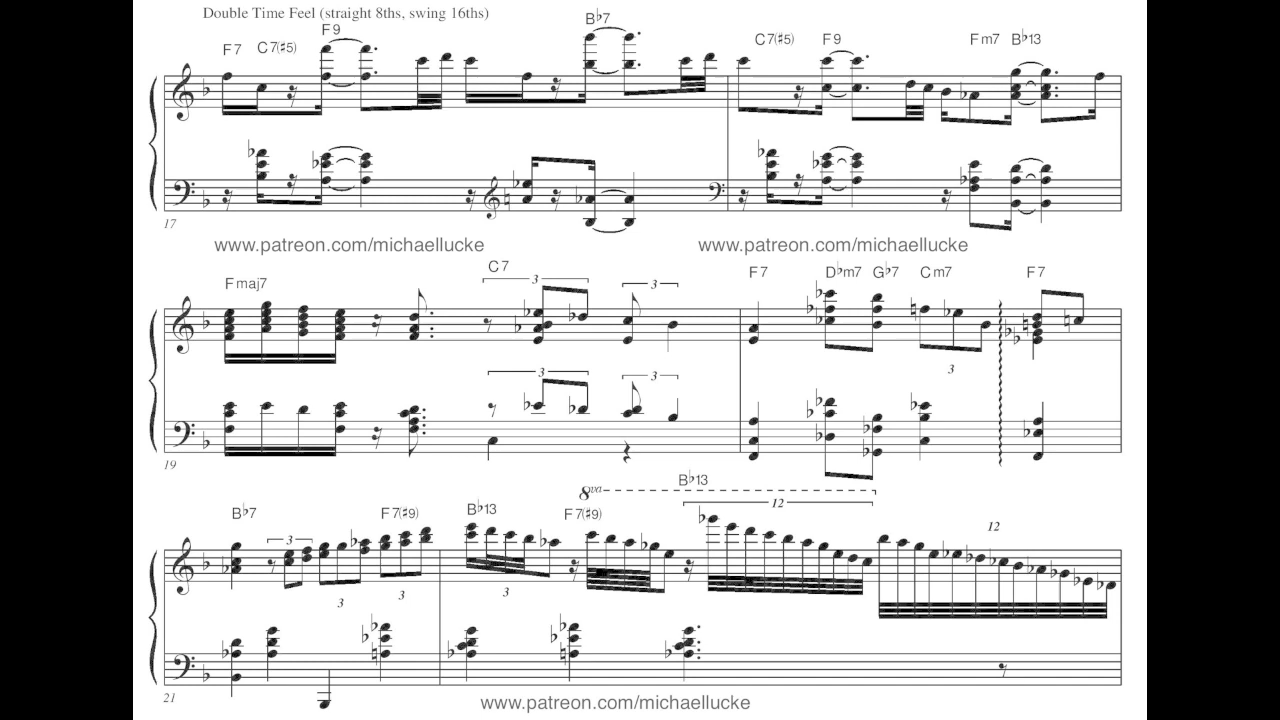 Double Time Feel (straight 8ths, swing 16ths)
F7 C7(♯5) F9 B♭7 C7(♯5) F9 Fm7 B♭13
17
www.patreon.com/michaellucke www.patreon.com/michaellucke
Fmaj7 C7 F7 D♭m7 G♭7 Cm7 F7
3 3
3 3 3
19
B♭7 F7(♯9) B♭13 F7(♯9) 8va B♭13
3 12 12
3 3 3
21
www.patreon.com/michaellucke